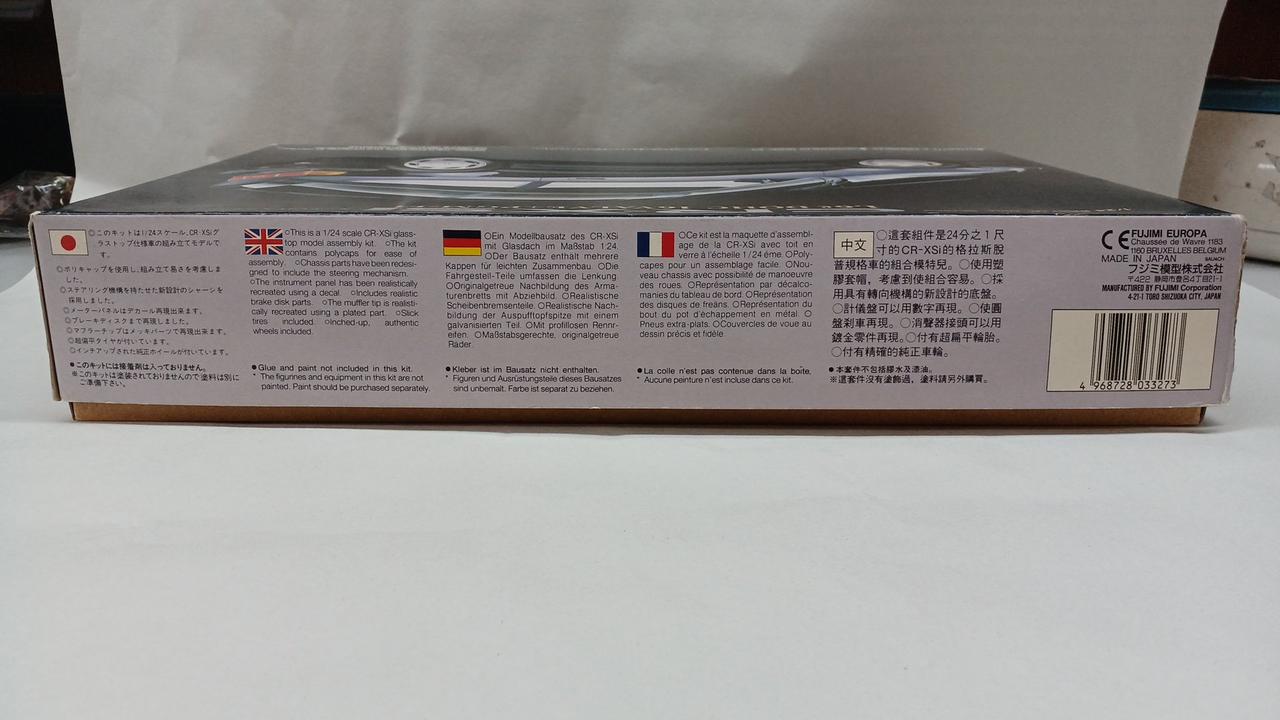 ◎このキットは1/24スケール、CR-XSiグ
ラストップ仕様車の組み立てモデルで
す。
◎ポリキャップを使用し、組み立て易さを考慮しま
した。
◎ステアリング機構を持たせた新設計のシャーシを
採用しました。
◎メーターパネルはデカール再現出来ます。
◎ブレーキディスクまで再現しました。
◎マフラーチップはメッキパーツで再現出来ます。
◎超偏平タイヤが付いています。
◎インチアップされた純正ホイールが付いています。
●このキットには接着剤は入っておりません。
※このキットは塗装されておりませんので塗料は別に
ご準備下さい。
○This is a 1/24 scale CR-XSi glass-
top model assembly kit. ○The kit
contains polycaps for ease of
assembly. ○Chassis parts have been redesi-
gned to include the steering mechanism.
○The instrument panel has been realistically
recreated using a decal. ○Includes realistic
brake disk parts. ○The muffler tip is realisti-
cally recreated using a plated part. ○Slick
tires included. ○Inched-up, authentic
wheels included.
●Glue and paint not included in this kit.
* The figurines and equipment in this kit are not
painted. Paint should be purchased separately.
○Ein Modellbausatz des CR-XSi
mit Glasdach im Maßstab 1:24.
○Der Bausatz enthält mehrere
Kappen für leichten Zusammenbau. ○Die
Fahrgestell-Teile umfassen die Lenkung.
○Originalgetreue Nachbildung des Arma-
turenbretts mit Abziehbild. ○Realistische
Scheibenbremsenteile. ○Realistische Nach-
bildung der Auspufftopfspitze mit einem
galvanisierten Teil. ○Mit profillosen Rennr-
eifen. ○Maßstabsgerechte, originalgetreue
Räder.
●Kleber ist im Bausatz nicht enthalten.
* Figuren und Ausrüstungsteile dieses Bausatzes
sind unbemalt. Farbe ist separat zu beziehen.
○Ce kit est la maquette d'assembl-
age de la CR-XSi avec toit en
verre à l'échelle 1/24 éme. ○Poly-
capes pour un assemblage facile. ○Nou-
veau chassis avec possibilité de manoeuvre
des roues. ○Représentation par décalco-
manies du tableau de bord. ○Représentation
des disques de freâns. ○Représentation du
bout du pot d'échappement en métal. ○
Pneus extra-plats. ○Couvercles de voue au
dessin précis et fidèle.
●La colle n'est pas contenue dans la boîte.
* Aucune peinture n'est incluse dans ce kit.
中文
○這套組件是24分之1尺
寸的CR-XSi的格拉斯脫
普規格車的組合模特兒。○使用塑
膠套帽，考慮到使組合容易。○採
用具有轉向機構的新設計的底盤。
○計儀盤可以用數字再現。○使圓
盤剎車再現。○消聲器接頭可以用
鍍金零件再現。○付有超扁平輪胎。
○付有精確的純正車輪。
●本套件不包括膠水及漆油。
※這套套件沒有塗飾過，塗料請另外購買。
CE FUJIMI EUROPA
Chaussée de Wavre 1183
1160 BRUXELLES BELGIUM
MADE IN JAPAN
フジミ模型株式会社
〒422 静岡市登呂4丁目21-1
MANUFACTURED BY FUJIMI Corporation
4-21-1 TORO SHIZUOKA CITY, JAPAN
4 968728 033273